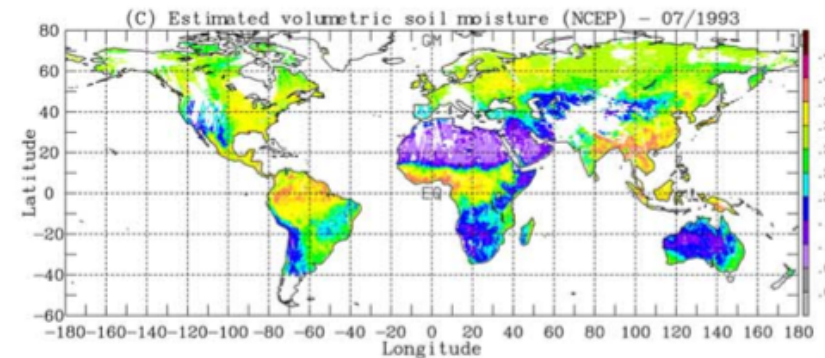 (C) Estimated volumetric soil moisture (NCEP) - 07/1993
GM
EQ
80
60
40
20
0
-20
-40
-60
Latitude
-180 -160 -140 -120 -100 -80 -60 -40 -20 0 20 40 60 80 100 120 140 160 180
Longitude